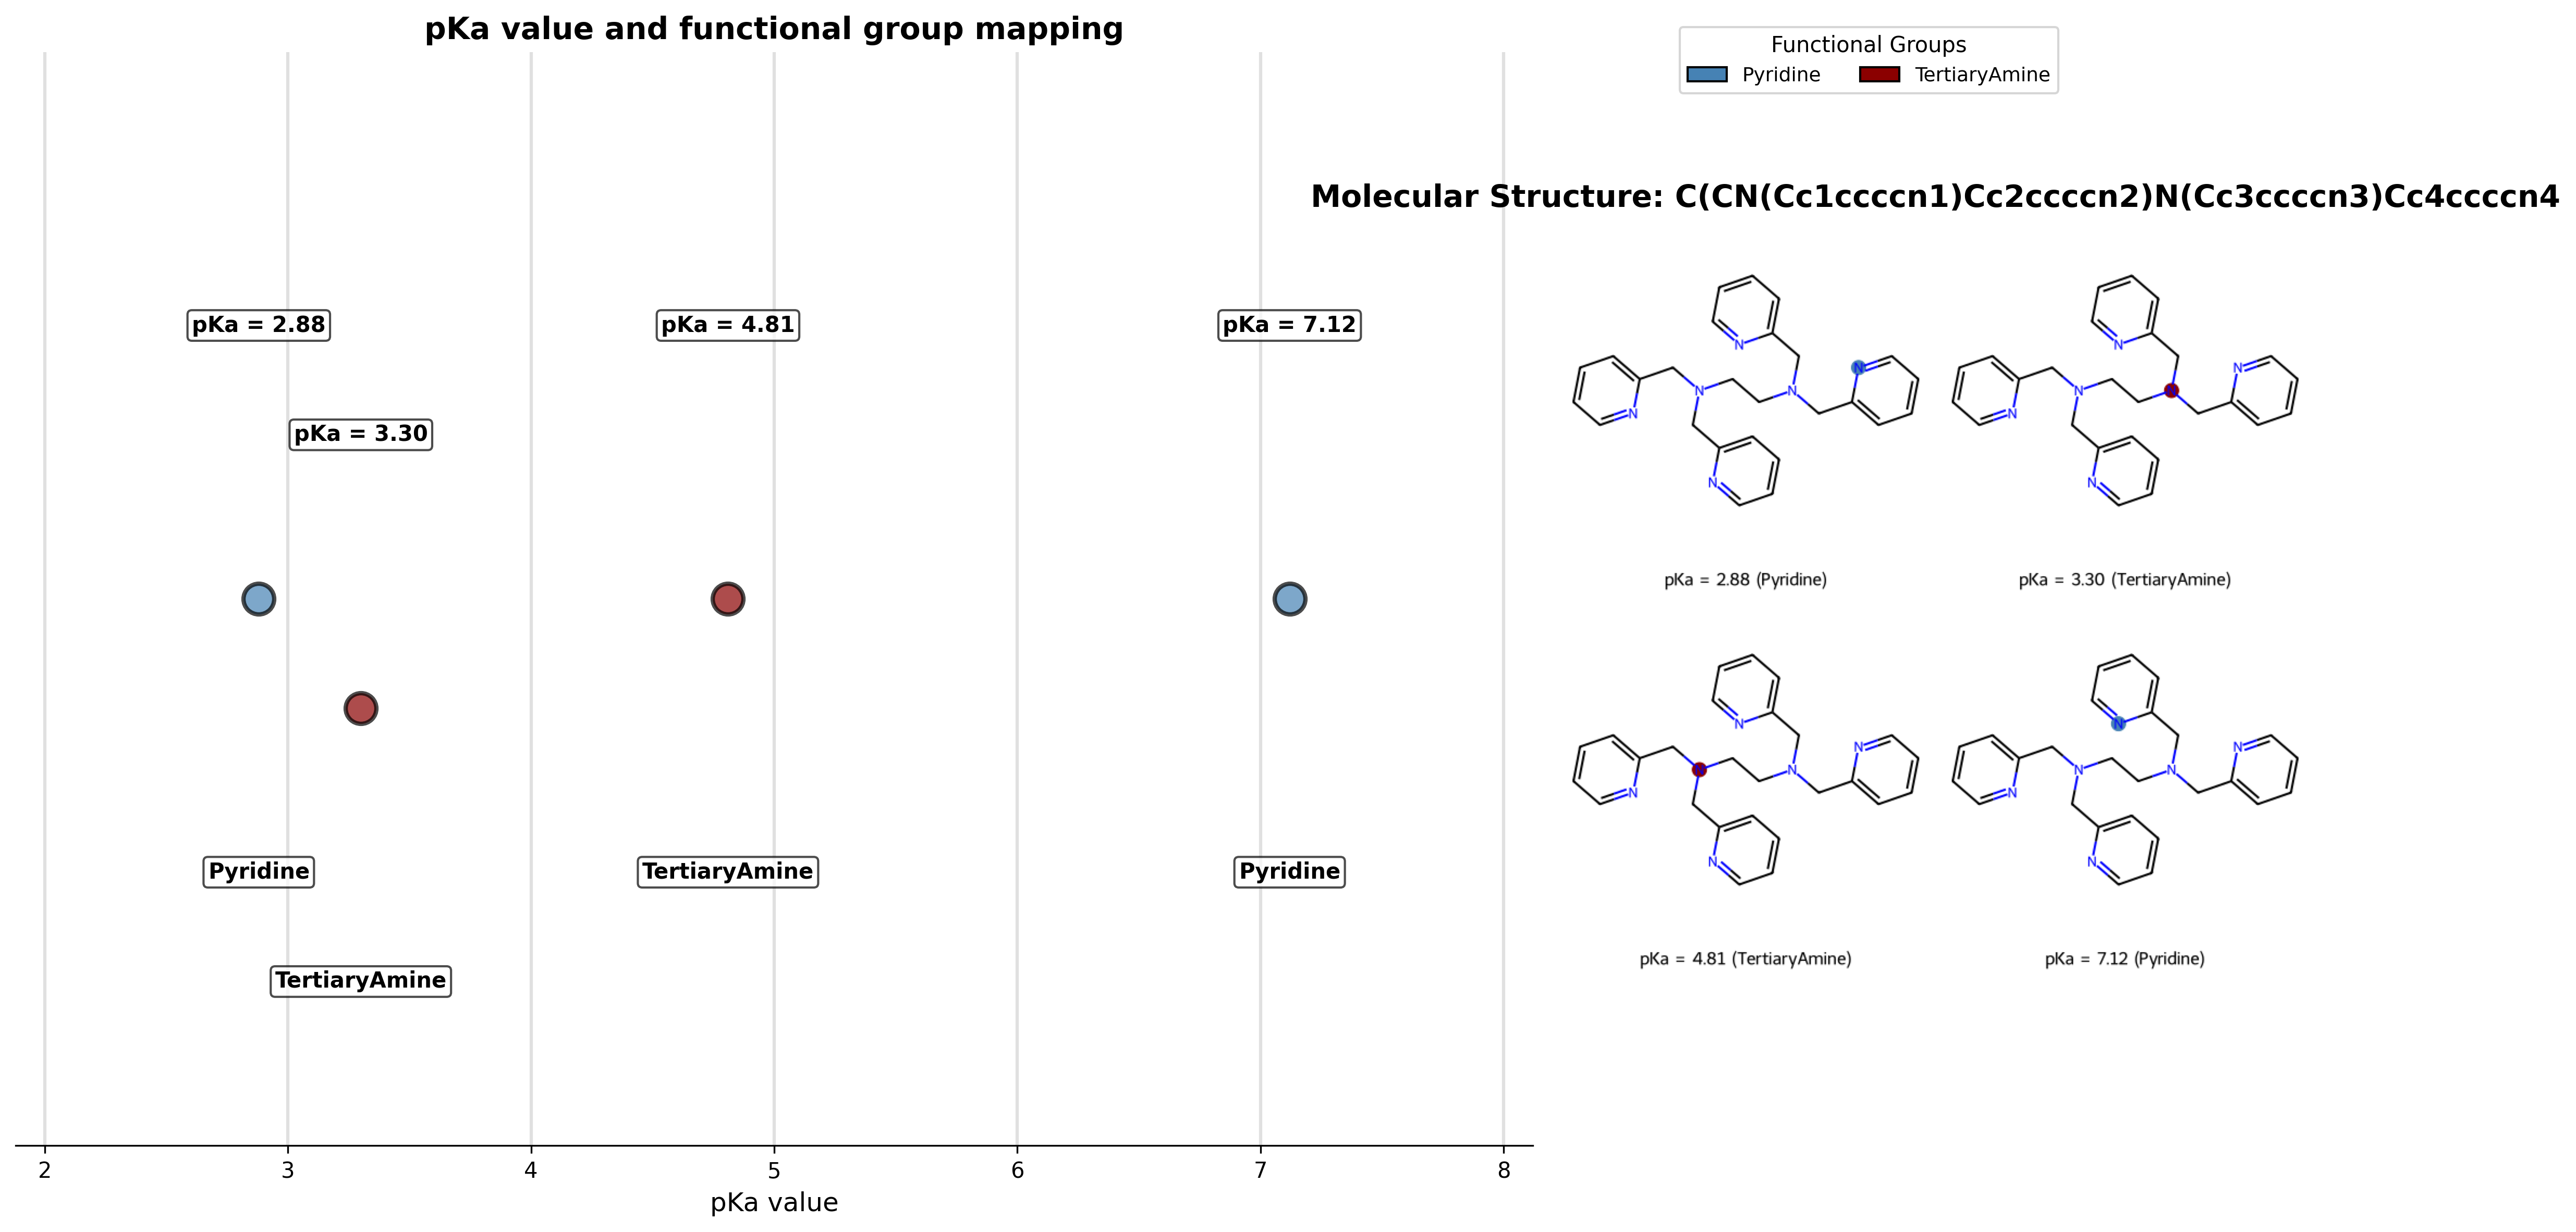 pKa value and functional group mapping
Functional Groups
Pyridine
TertiaryAmine
Molecular Structure: C(CN(Cc1ccccn1)Cc2ccccn2)N(Cc3ccccn3)Cc4ccccn4
pKa = 2.88
pKa = 4.81
pKa = 7.12
pKa = 3.30
Pyridine
TertiaryAmine
Pyridine
TertiaryAmine
2 3 4 5 6 7 8
pKa value
N N
N N
N
N
N N
N
N
N
N
pKa = 2.88 (Pyridine)
pKa = 3.30 (TertiaryAmine)
N N
N N
N
N
N
N N
N
N
N
pKa = 4.81 (TertiaryAmine)
pKa = 7.12 (Pyridine)